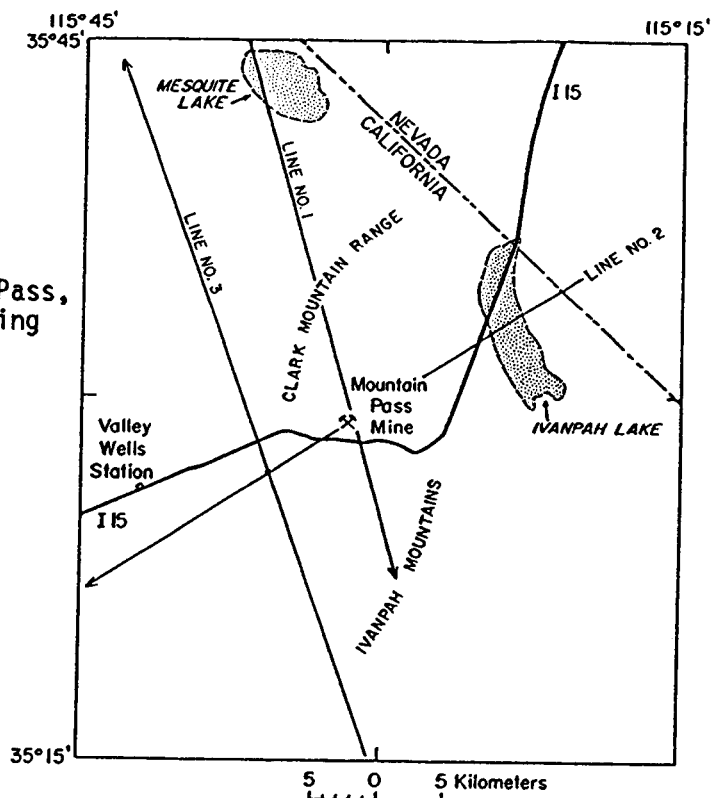 115°45'
115°15'
35°45'
MESQUITE
LAKE
I 15
NEVADA
CALIFORNIA
LINE NO. 1
LINE NO. 2
LINE NO. 3
Pass,
ing
CLARK MOUNTAIN RANGE
Mountain
Pass
Mine
Valley
Wells
Station
IVANPAH LAKE
I 15
IVANPAH MOUNTAINS
35°15'
5 0 5 Kilometers